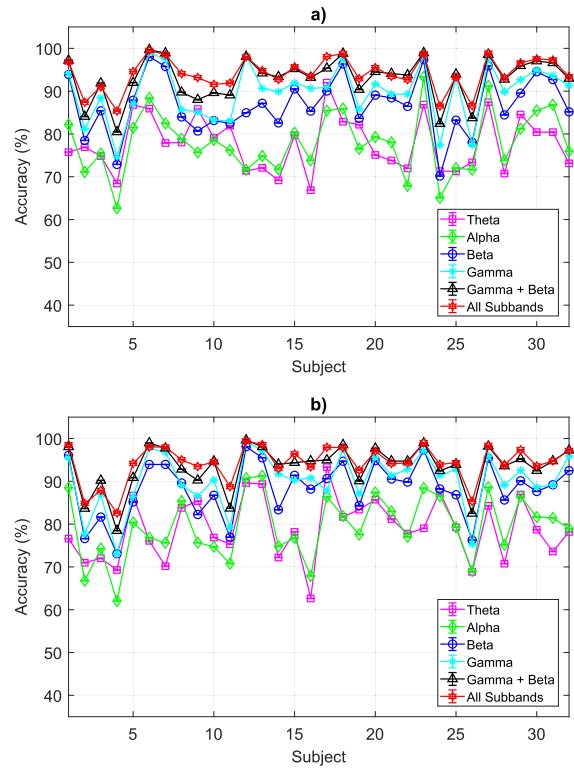 a)
100
90
80
70
60
50
40
Accuracy (%)
5
10
15
20
25
30
Subject
Theta
Alpha
Beta
Gamma
Gamma + Beta
All Subbands
b)
100
90
80
70
60
50
40
Accuracy (%)
5
10
15
20
25
30
Subject
Theta
Alpha
Beta
Gamma
Gamma + Beta
All Subbands